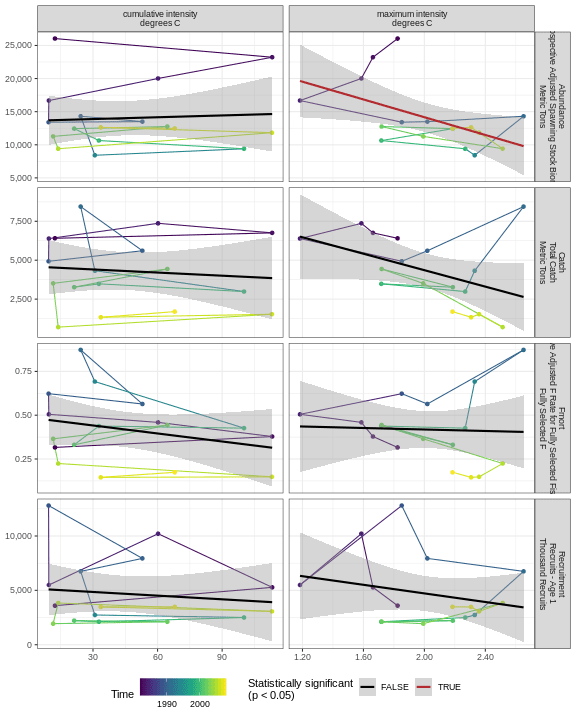 cumulative intensity
degrees C
maximum intensity
degrees C
25,000
20,000
15,000
10,000
5,000
Abundance
Adjusted Spawning Stock
Metric Tons
7,500
5,000
2,500
Catch
Total Catch
Metric Tons
0.75
0.50
0.25
Fmort
Adjusted F Rate for Fully Selected
Fully Selected F
10,000
5,000
0
Recruitment
Recruits - Age 1
Thousand Recruits
30 60 90
1.20 1.60 2.00 2.40
Time
1990 2000
Statistically significant
(p < 0.05)
FALSE
TRUE